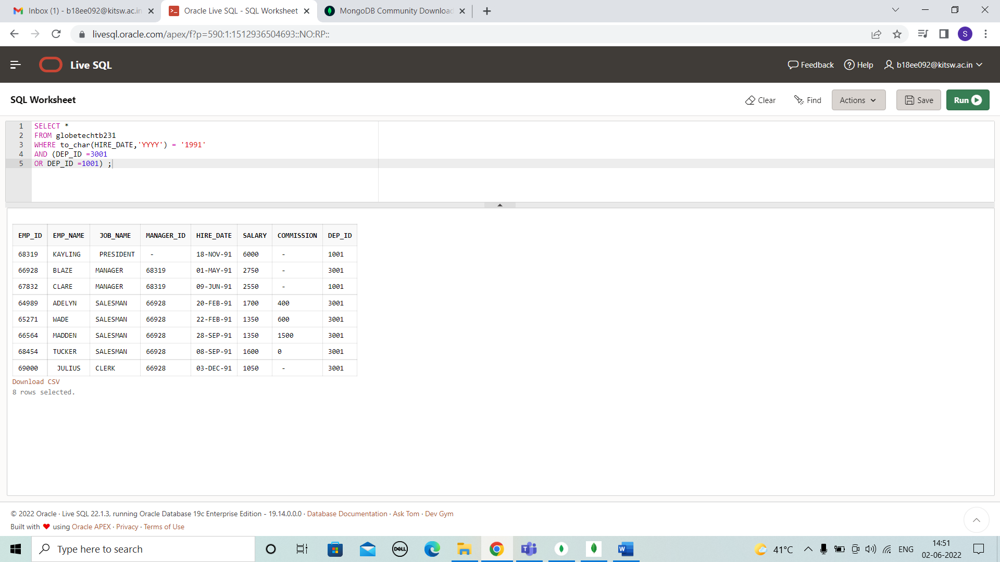 Inbox (1) - b18ee092@kitsw.ac.in
Oracle Live SQL - SQL Worksheet
MongoDB Community Download
livesql.oracle.com/apex/f?p=590:1:1512936504693::NO:RP::
S
Live SQL
Feedback
Help
b18ee092@kitsw.ac.in
SQL Worksheet
Clear
Find
Actions
Save
Run
1 SELECT *
2 FROM globetechtb231
3 WHERE to_char(HIRE_DATE,'YYYY') = '1991'
4 AND (DEP_ID =3001
5 OR DEP_ID =1001) ;
EMP_ID EMP_NAME JOB_NAME MANAGER_ID HIRE_DATE SALARY COMMISSION DEP_ID
68319 KAYLING PRESIDENT - 18-NOV-91 6000 - 1001
66928 BLAZE MANAGER 68319 01-MAY-91 2750 - 3001
67832 CLARE MANAGER 68319 09-JUN-91 2550 - 1001
64989 ADELYN SALESMAN 66928 20-FEB-91 1700 400 3001
65271 WADE SALESMAN 66928 22-FEB-91 1350 600 3001
66564 MADDEN SALESMAN 66928 28-SEP-91 1350 1500 3001
68454 TUCKER SALESMAN 66928 08-SEP-91 1600 0 3001
69000 JULIUS CLERK 66928 03-DEC-91 1050 - 3001
Download CSV
8 rows selected.
© 2022 Oracle · Live SQL 22.1.3, running Oracle Database 19c Enterprise Edition - 19.14.0.0.0 · Database Documentation · Ask Tom · Dev Gym
Built with ❤ using Oracle APEX · Privacy · Terms of Use
Type here to search
DELL
41°C
ENG
14:51
02-06-2022